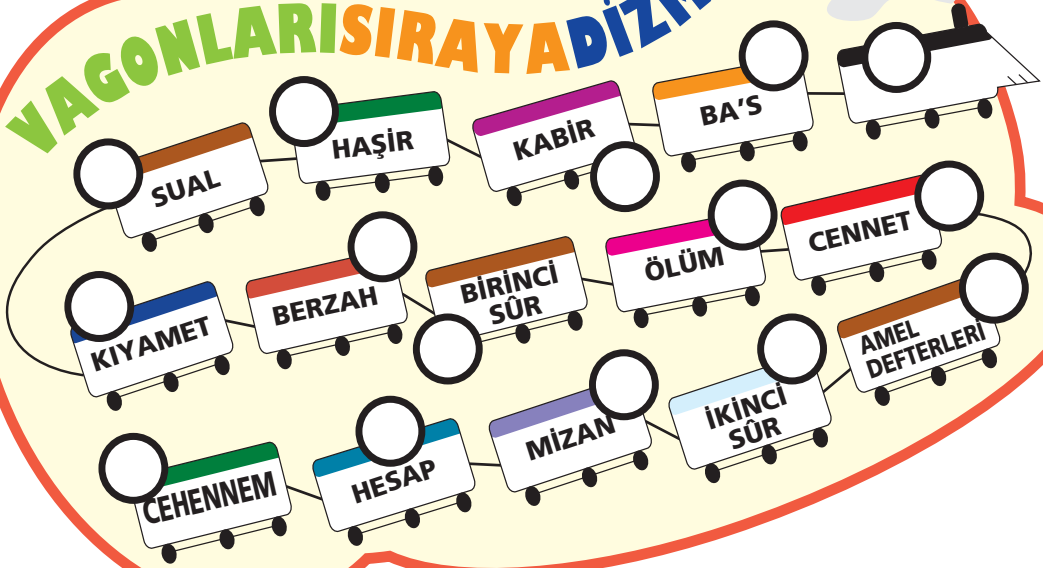 VAGONLARI SIRAYA
BA'S
KABİR
HAŞİR
SUAL
KIYAMET
BERZAH
BİRİNCİ
SÛR
ÖLÜM
CENNET
AMEL
DEFTERLERİ
İKİNCİ
SÛR
MİZAN
HESAP
CEHENNEM